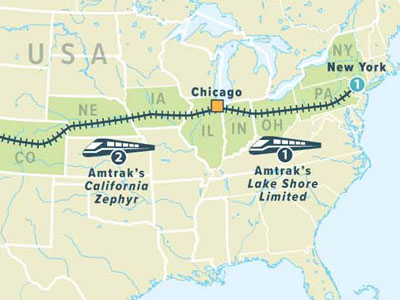 USA
NY
New York
1
Chicago
PA
IA
NE
IL
IN
OH
CO
2
Amtrak's
California
Zephyr
1
Amtrak's
Lake Shore
Limited